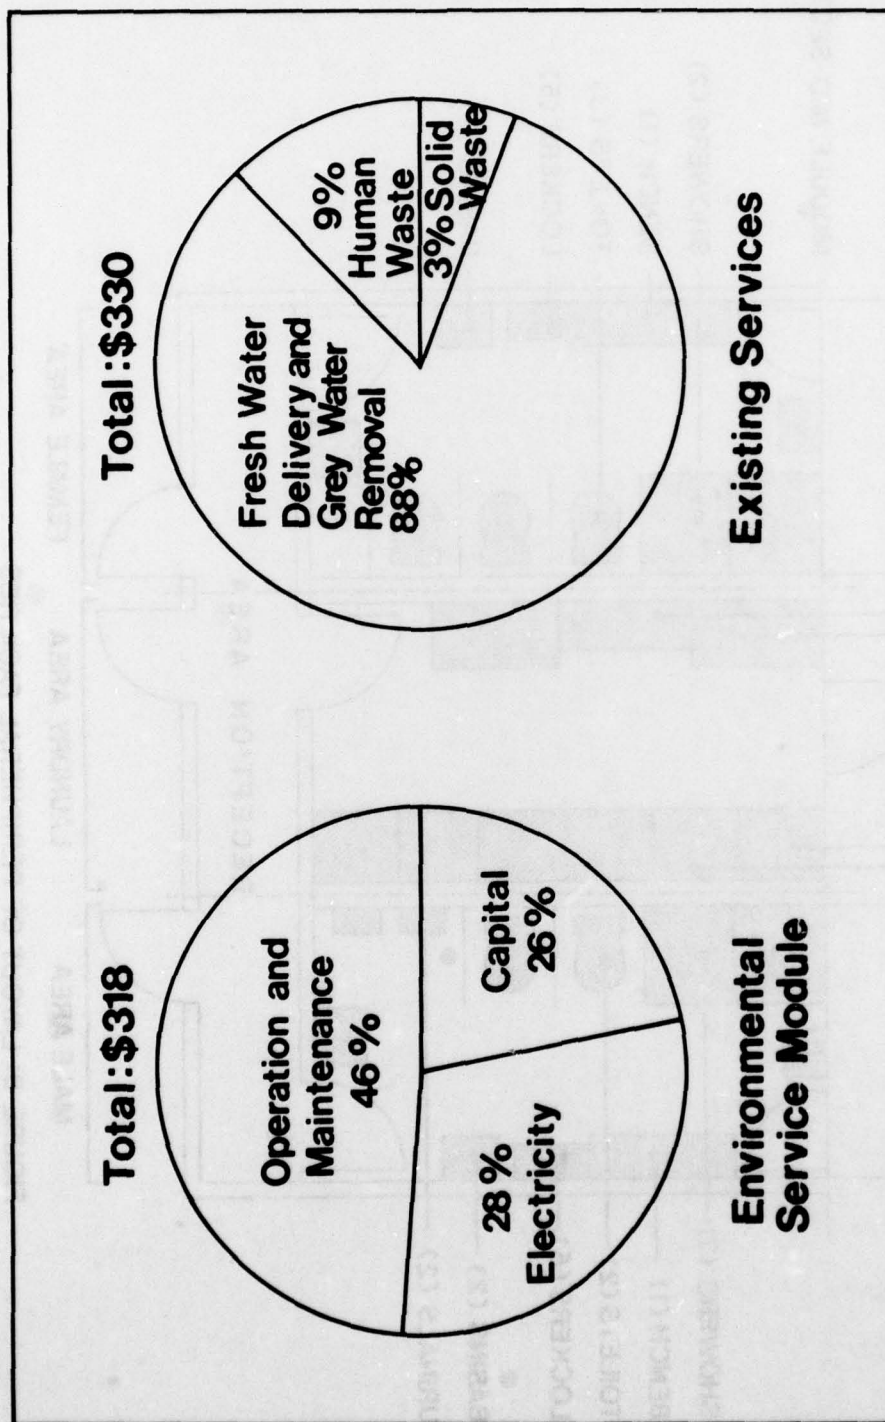 Total:$318
Operation and
Maintenance
46%
28%
Electricity
Capital
26%
Environmental
Service Module
Total:$330
Fresh Water
Delivery and
Grey Water
Removal
88%
9%
Human
Waste
3% Solid
Waste
Existing Services